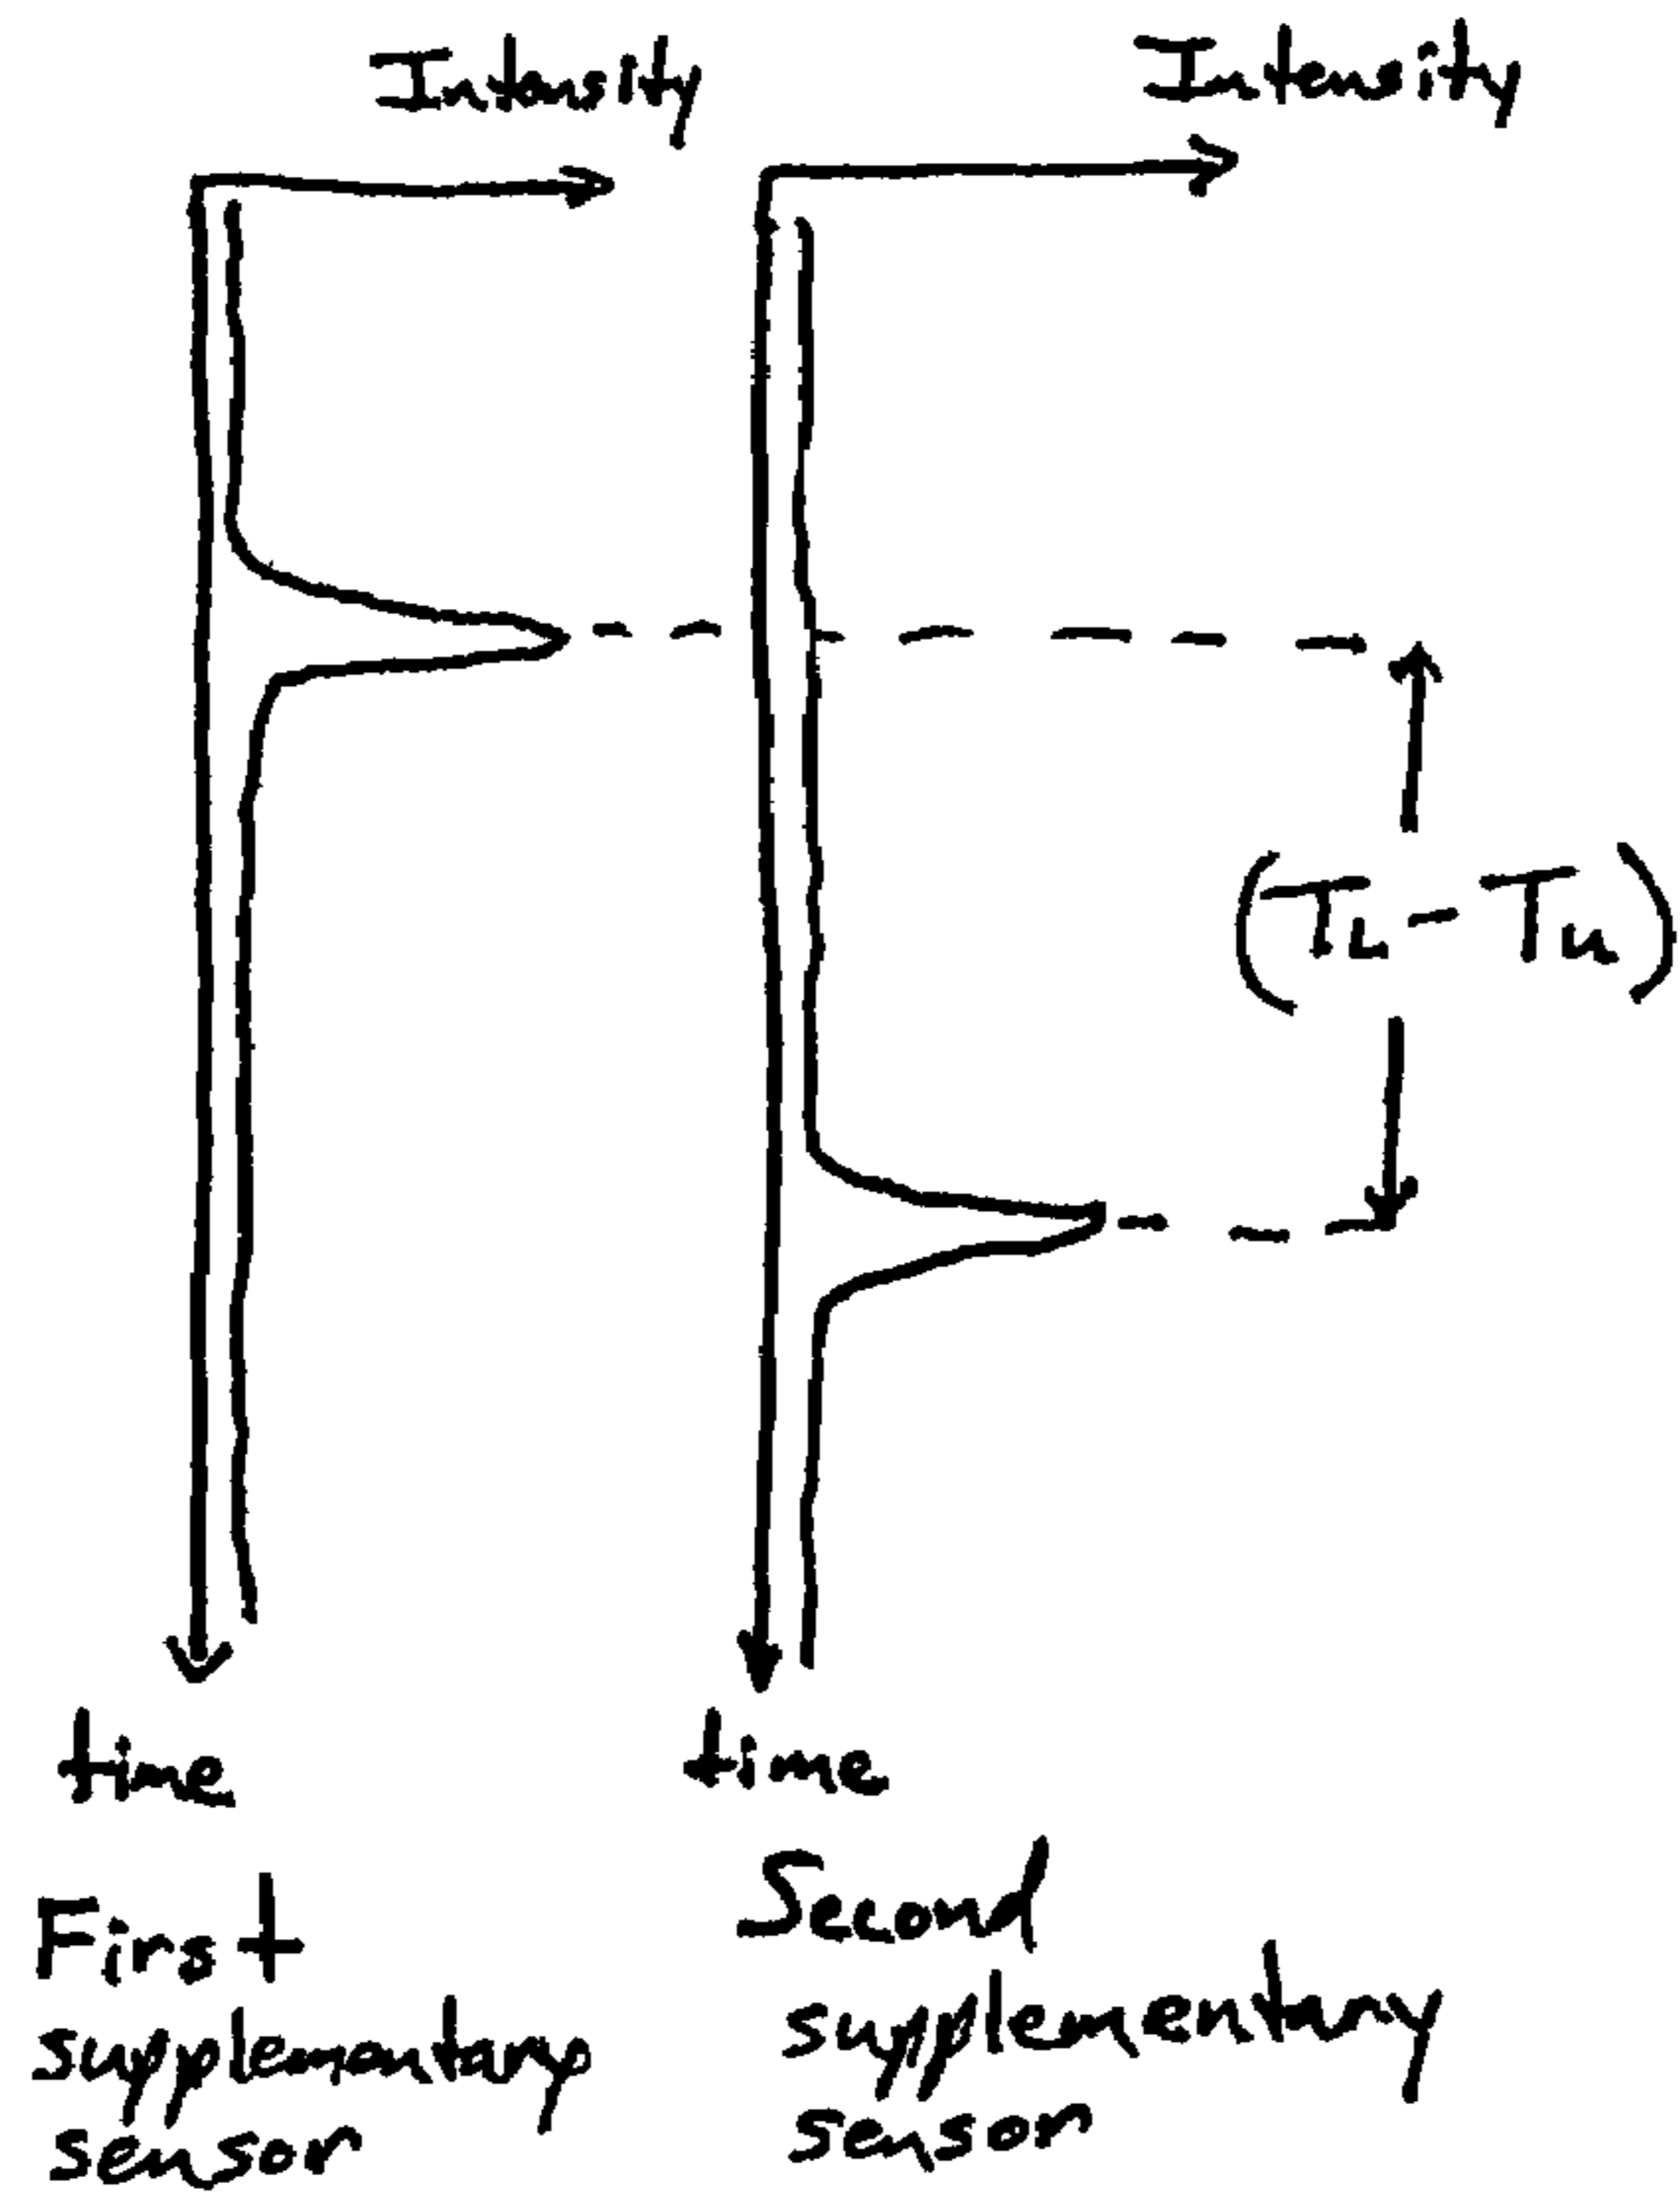 Intensity
Intensity
(TL - Tu)
time
time
First
supplementary
sensor
Second
supplementary
sensor